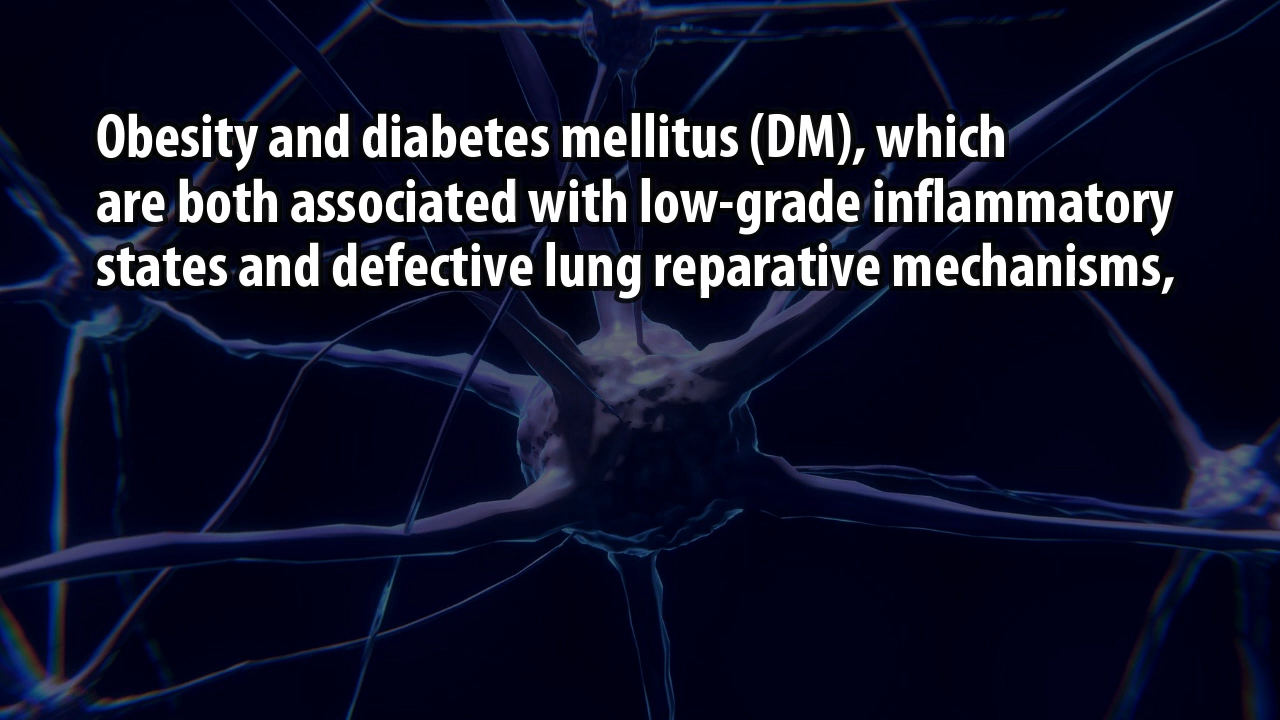 Obesity and diabetes mellitus (DM), which
are both associated with low-grade inflammatory
states and defective lung reparative mechanisms,